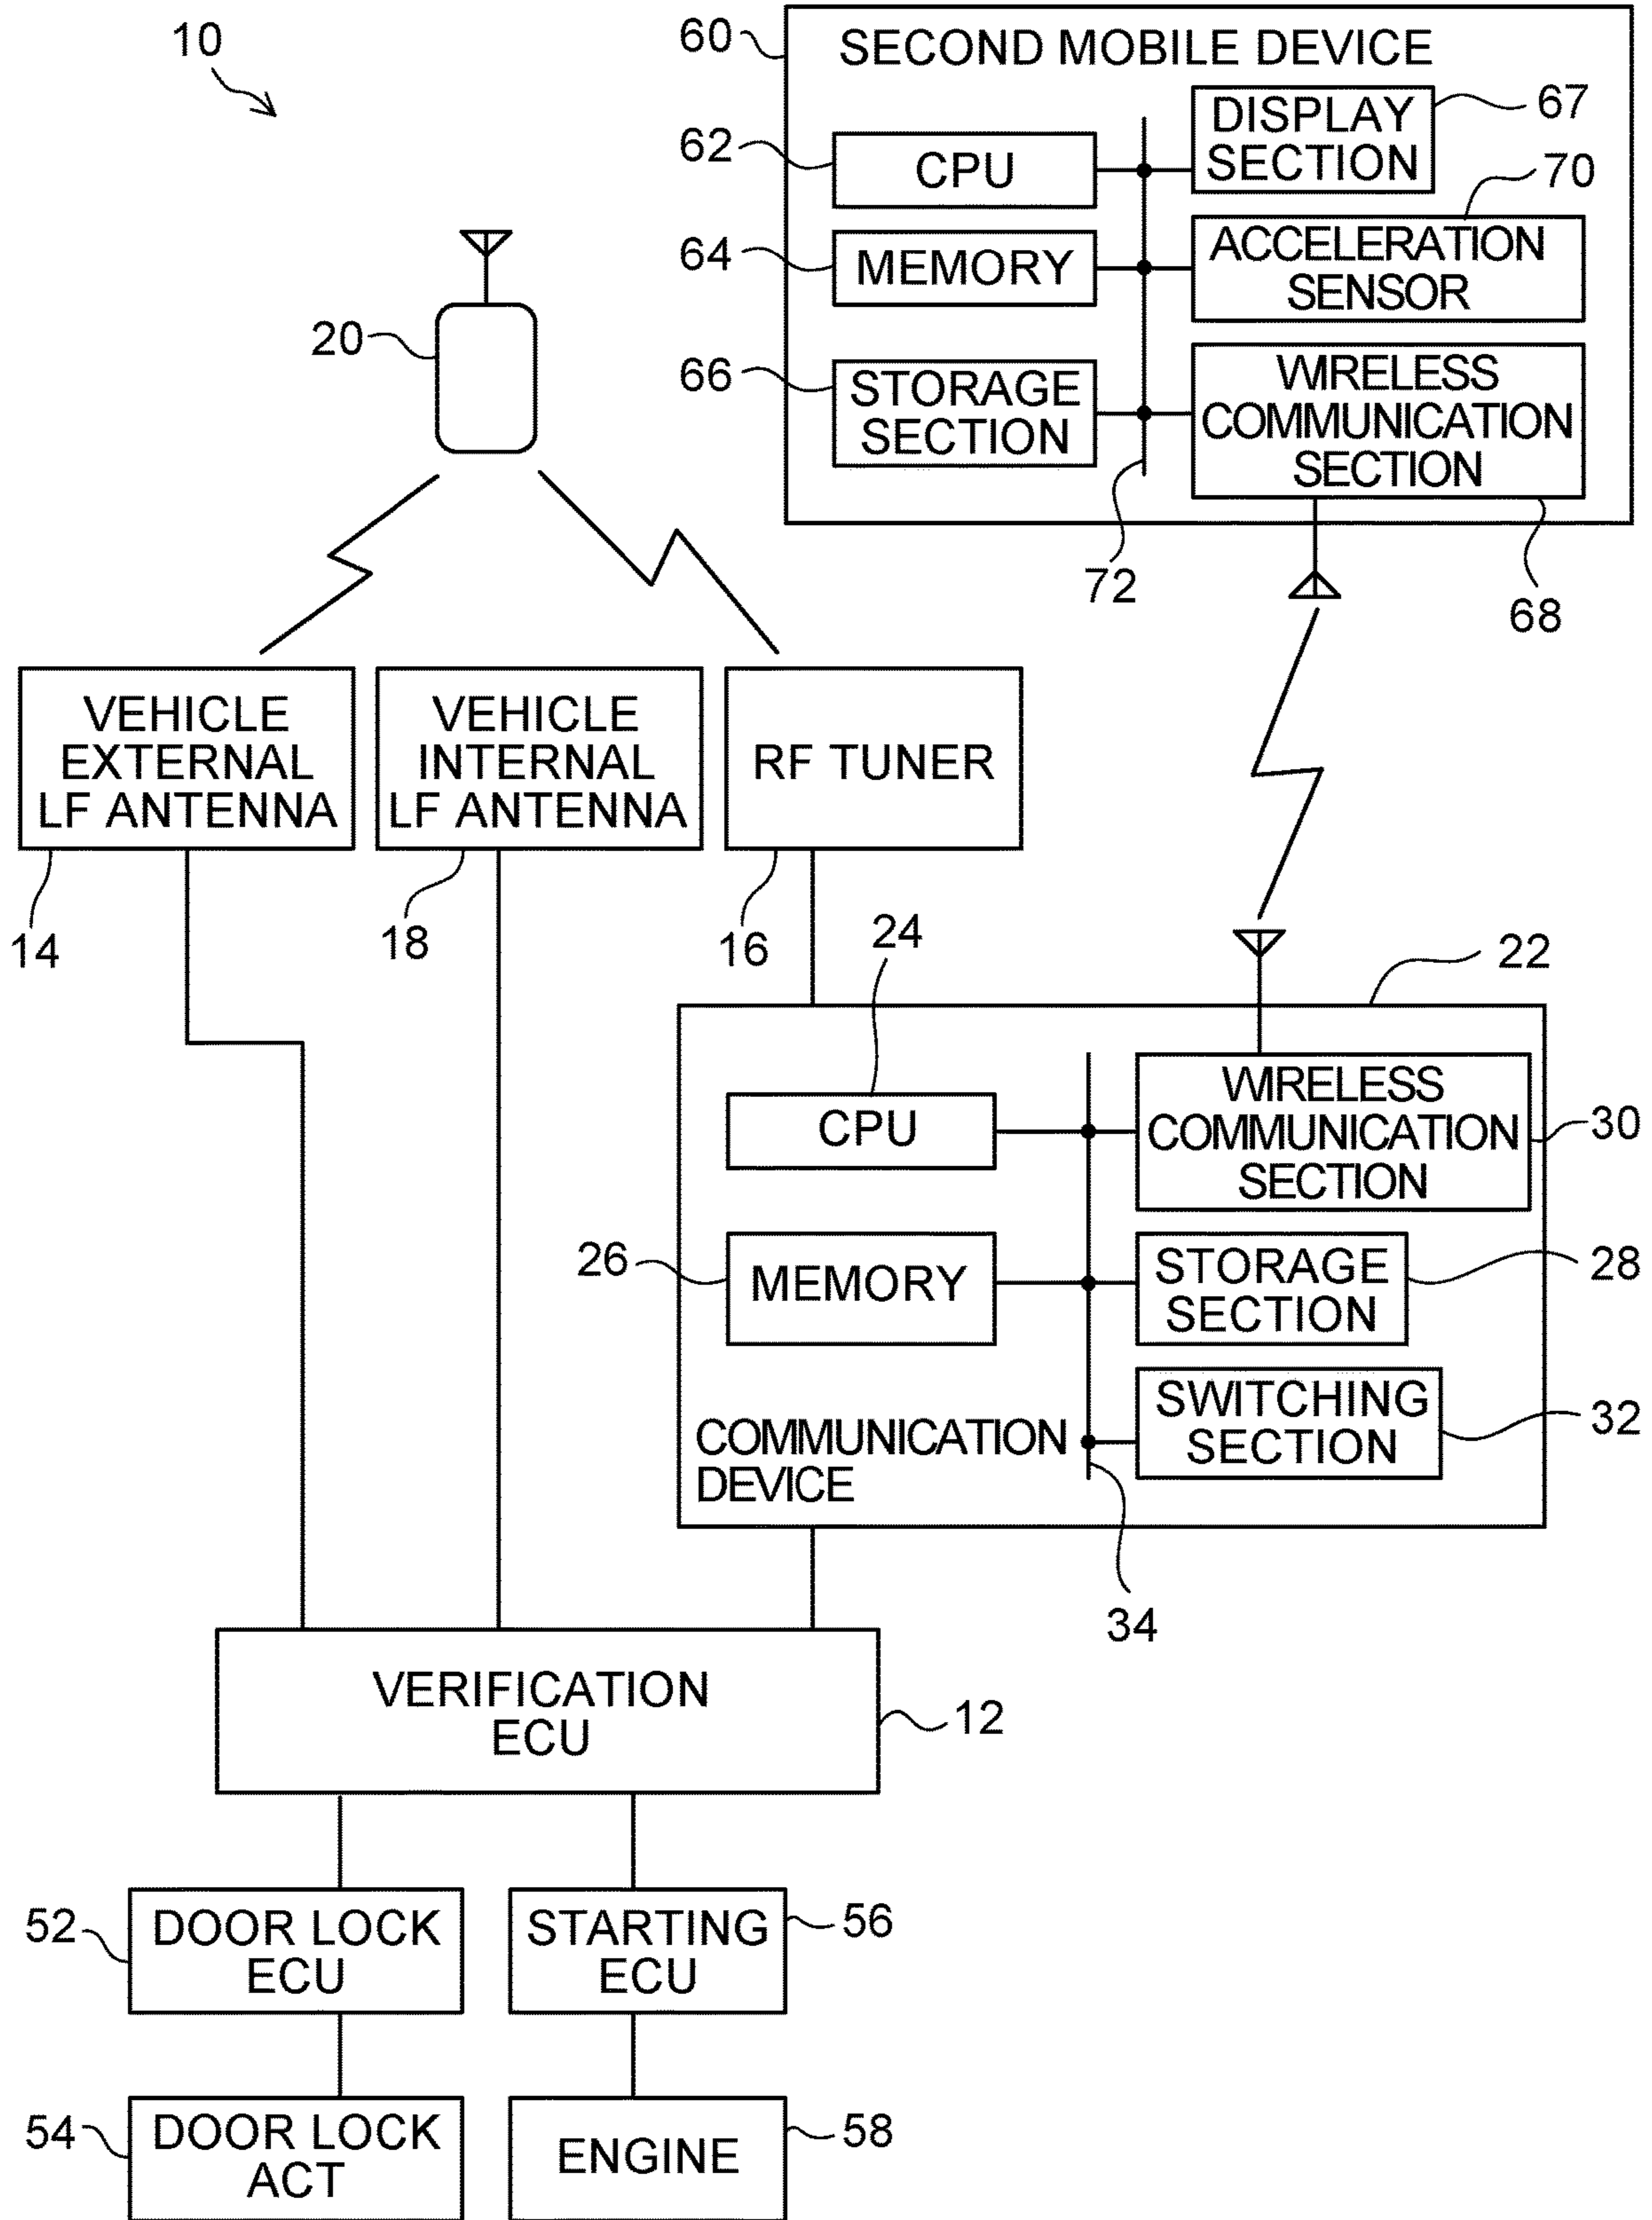 10
60
SECOND MOBILE DEVICE
62
CPU
DISPLAY
SECTION
67
70
64
MEMORY
ACCELERATION
SENSOR
66
STORAGE
SECTION
WIRELESS
COMMUNICATION
SECTION
72
68
20
VEHICLE
EXTERNAL
LF ANTENNA
VEHICLE
INTERNAL
LF ANTENNA
RF TUNER
14
18
16
24
22
CPU
WIRELESS
COMMUNICATION
SECTION
30
26
MEMORY
STORAGE
SECTION
28
SWITCHING
SECTION
32
COMMUNICATION
DEVICE
34
VERIFICATION
ECU
12
52
DOOR LOCK
ECU
STARTING
ECU
56
54
DOOR LOCK
ACT
ENGINE
58